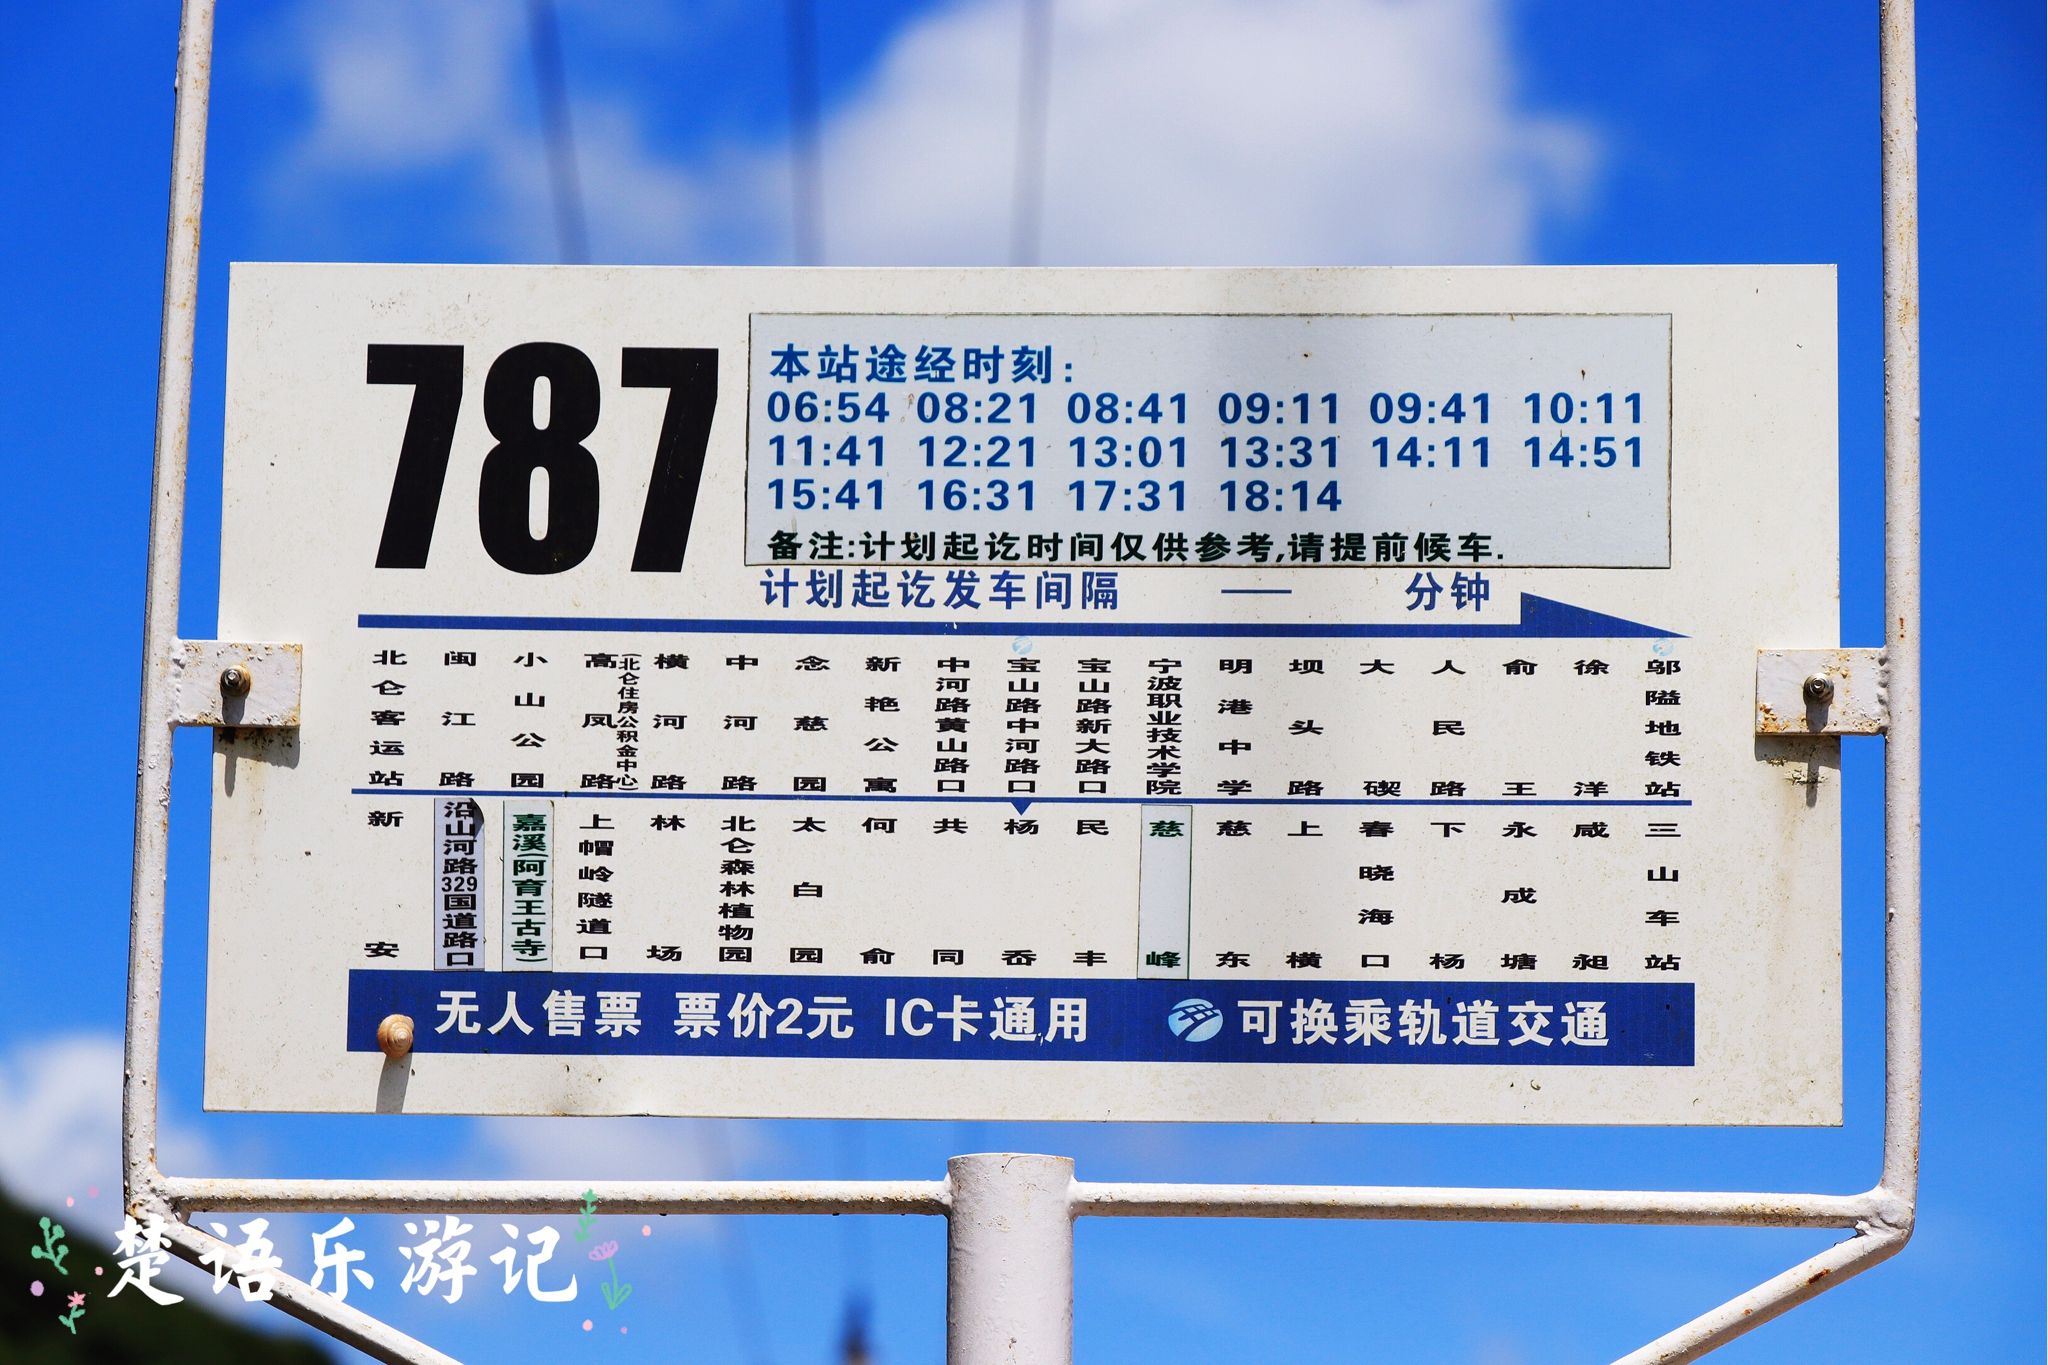 787
本站途经时刻：
06:54 08:21 08:41 09:11 09:41 10:11
11:41 12:21 13:01 13:31 14:11 14:51
15:41 16:31 17:31 18:14
备注:计划起讫时间仅供参考,请提前候车.
计划起讫发车间隔 —— 分钟
北仑客运站
闽江路
小山公园
高凤路
(北仑住房公积金中心)
横河路
中河路
念慈园
新艳公寓
中河路黄山路口
宝山路中河路口
宝山路新大路口
宁波职业技术学院
明港中学
坝头路
大碶
人民路
俞王
徐洋
邬隘地铁站
新安
沿山河路329国道路口
嘉溪(阿育王古寺)
上帽岭隧道口
林场
北仑森林植物园
太白园
何俞
共同
杨岙
民丰
慈峰
慈东
上横
春晓海口
下杨
永成塘
咸昶
三山车站
无人售票 票价2元 IC卡通用 可换乘轨道交通
楚语乐游记